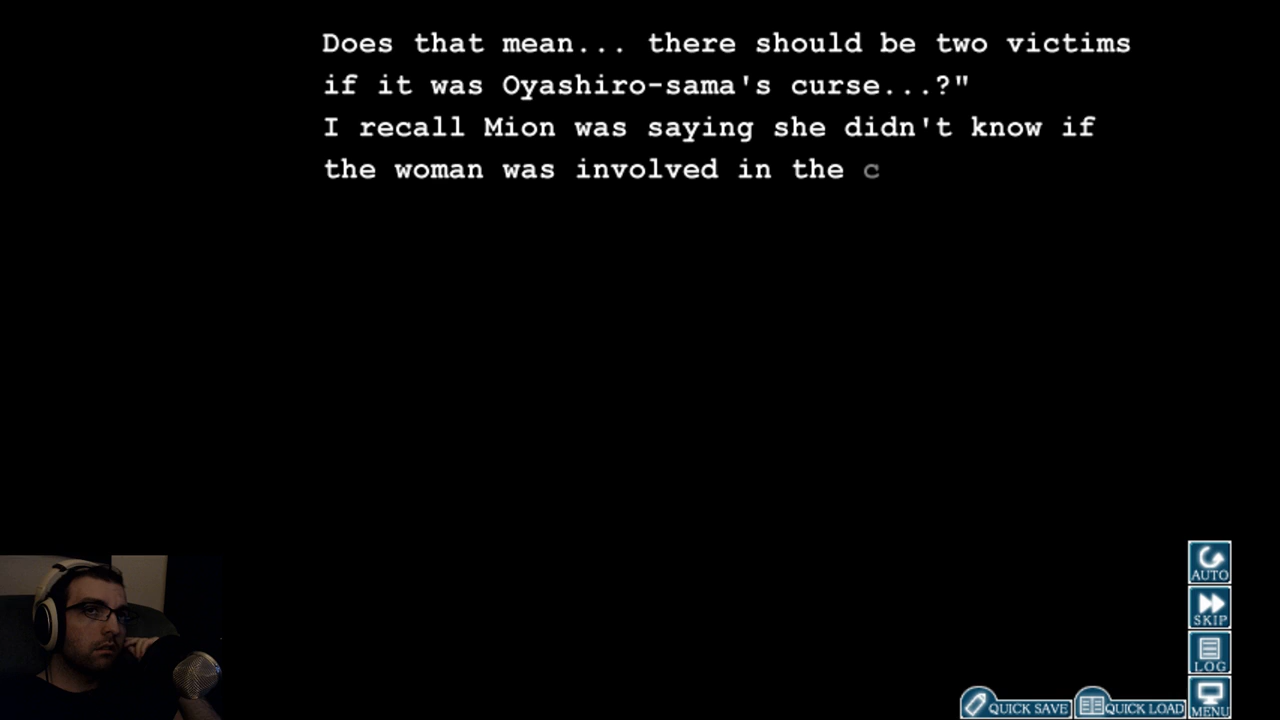 Does that mean... there should be two victims
if it was Oyashiro-sama's curse...?"
I recall Mion was saying she didn't know if
the woman was involved in the c
AUTO
SKIP
LOG
QUICK SAVE
QUICK LOAD
MENU